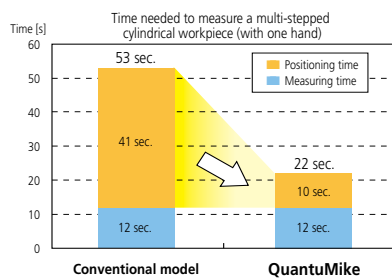 Time needed to measure a multi-stepped
cylindrical workpiece (with one hand)
Time [s]
60
50
40
30
20
10
0
53 sec.
41 sec.
12 sec.
Positioning time
Measuring time
22 sec.
10 sec.
12 sec.
Conventional model
QuantuMike